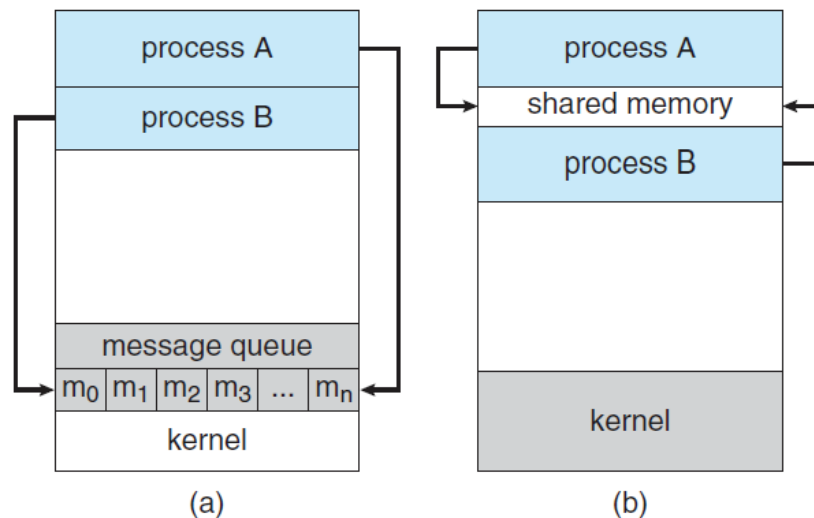 process A
process B
message queue
m0 m1 m2 m3 ... mn
kernel
(a)
process A
shared memory
process B
kernel
(b)